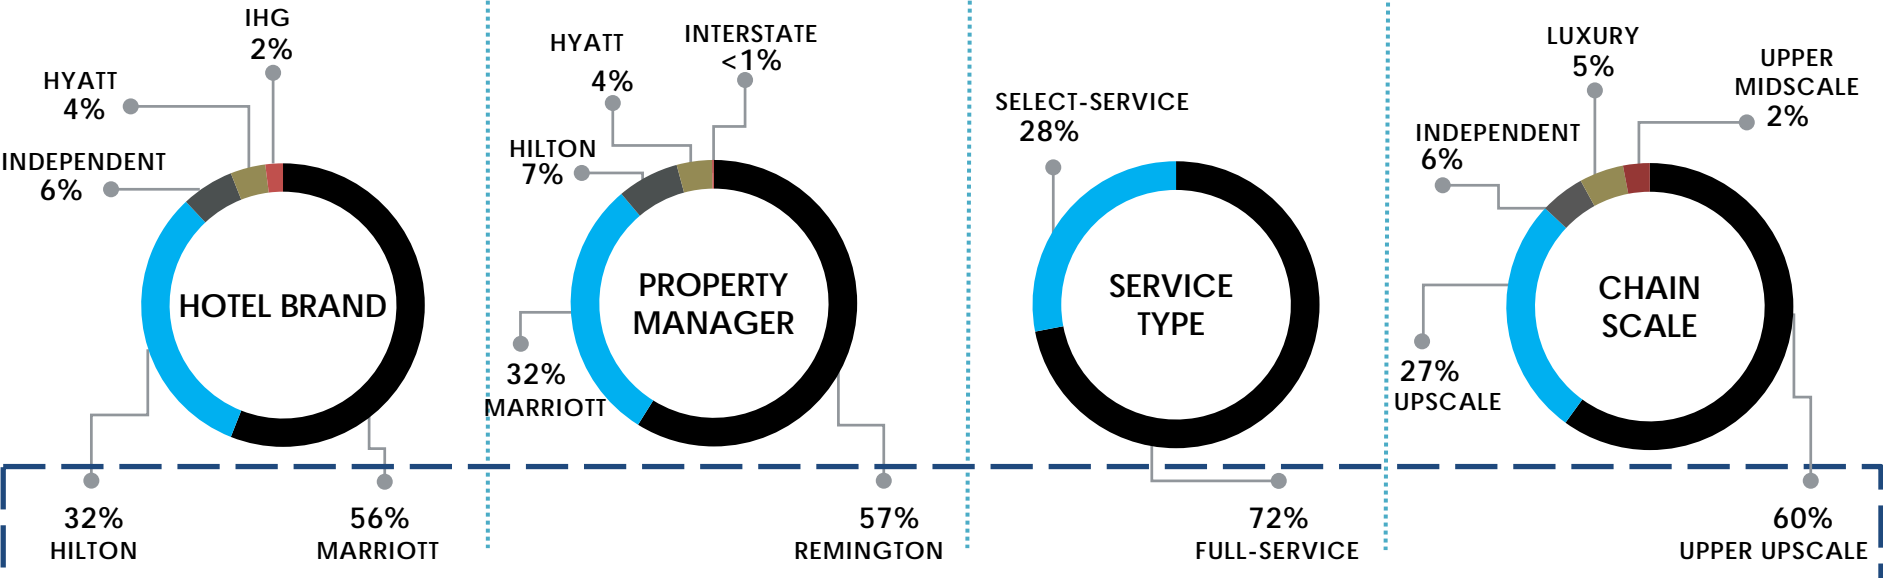 IHG
2%
HYATT
4%
INDEPENDENT
6%
HOTEL BRAND
32%
HILTON
56%
MARRIOTT
HYATT
4%
INTERSTATE
<1%
HILTON
7%
PROPERTY
MANAGER
32%
MARRIOTT
57%
REMINGTON
SELECT-SERVICE
28%
SERVICE
TYPE
72%
FULL-SERVICE
LUXURY
5%
UPPER
MIDSCALE
2%
INDEPENDENT
6%
CHAIN
SCALE
27%
UPSCALE
60%
UPPER UPSCALE